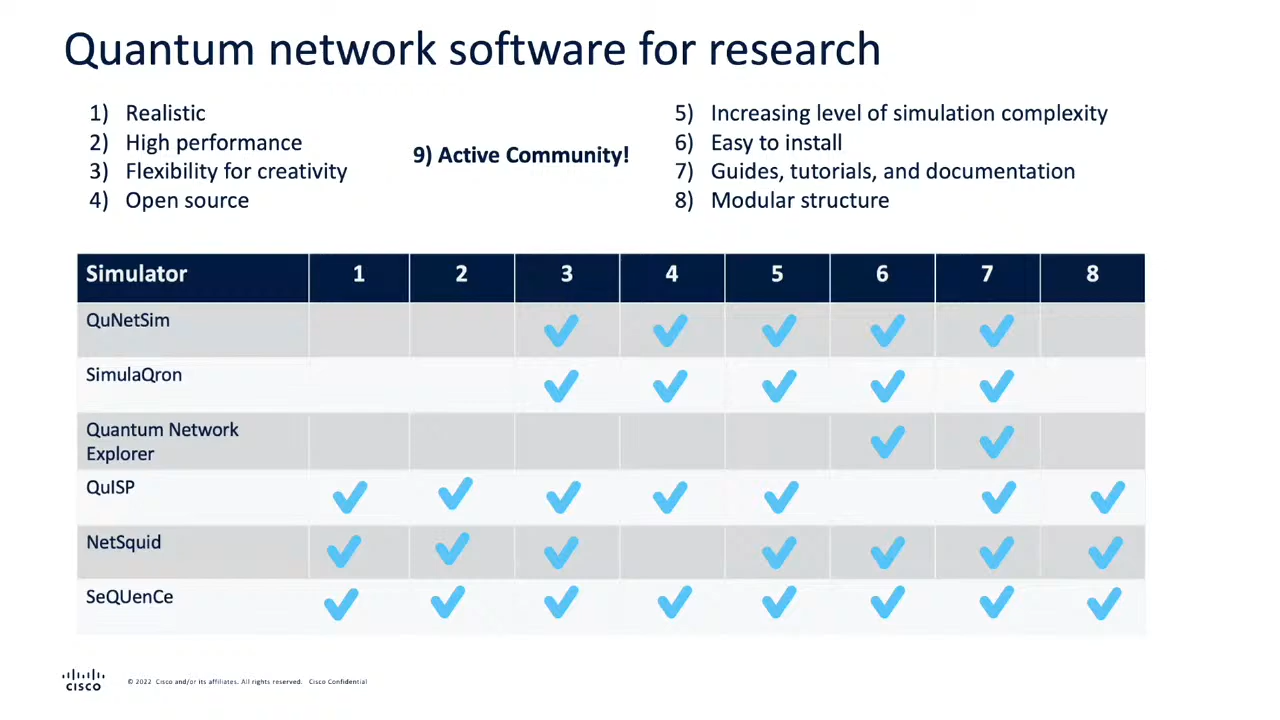 Quantum network software for research
1) Realistic
2) High performance
3) Flexibility for creativity
4) Open source
9) Active Community!
5) Increasing level of simulation complexity
6) Easy to install
7) Guides, tutorials, and documentation
8) Modular structure
Simulator 1 2 3 4 5 6 7 8
QuNetSim
SimulaQron
Quantum Network
Explorer
QuISP
NetSquid
SeQUenCe
CISCO
© 2022 Cisco and/or its affiliates. All rights reserved. Cisco Confidential